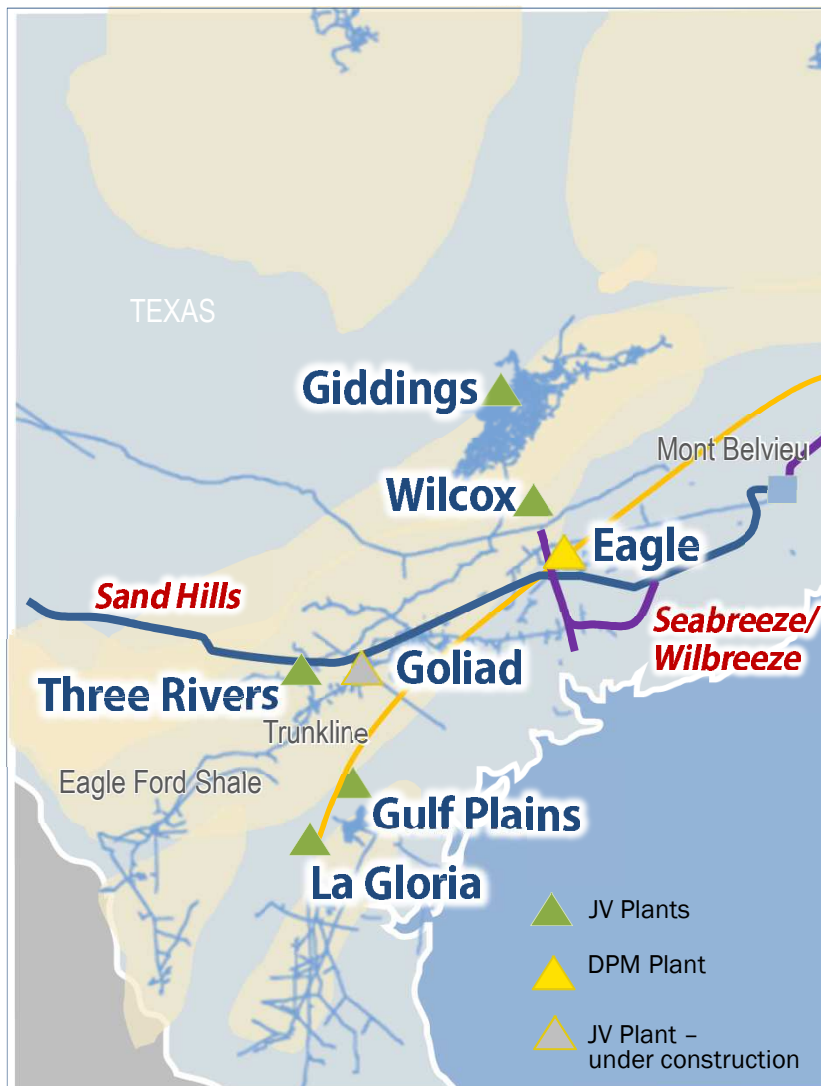 TEXAS
Giddings
Mont Belvieu
Wilcox
Eagle
Sand Hills
Seabreeze/
Wilbreeze
Goliad
Three Rivers
Trunkline
Eagle Ford Shale
Gulf Plains
La Gloria
JV Plants
DPM Plant
JV Plant –
under construction